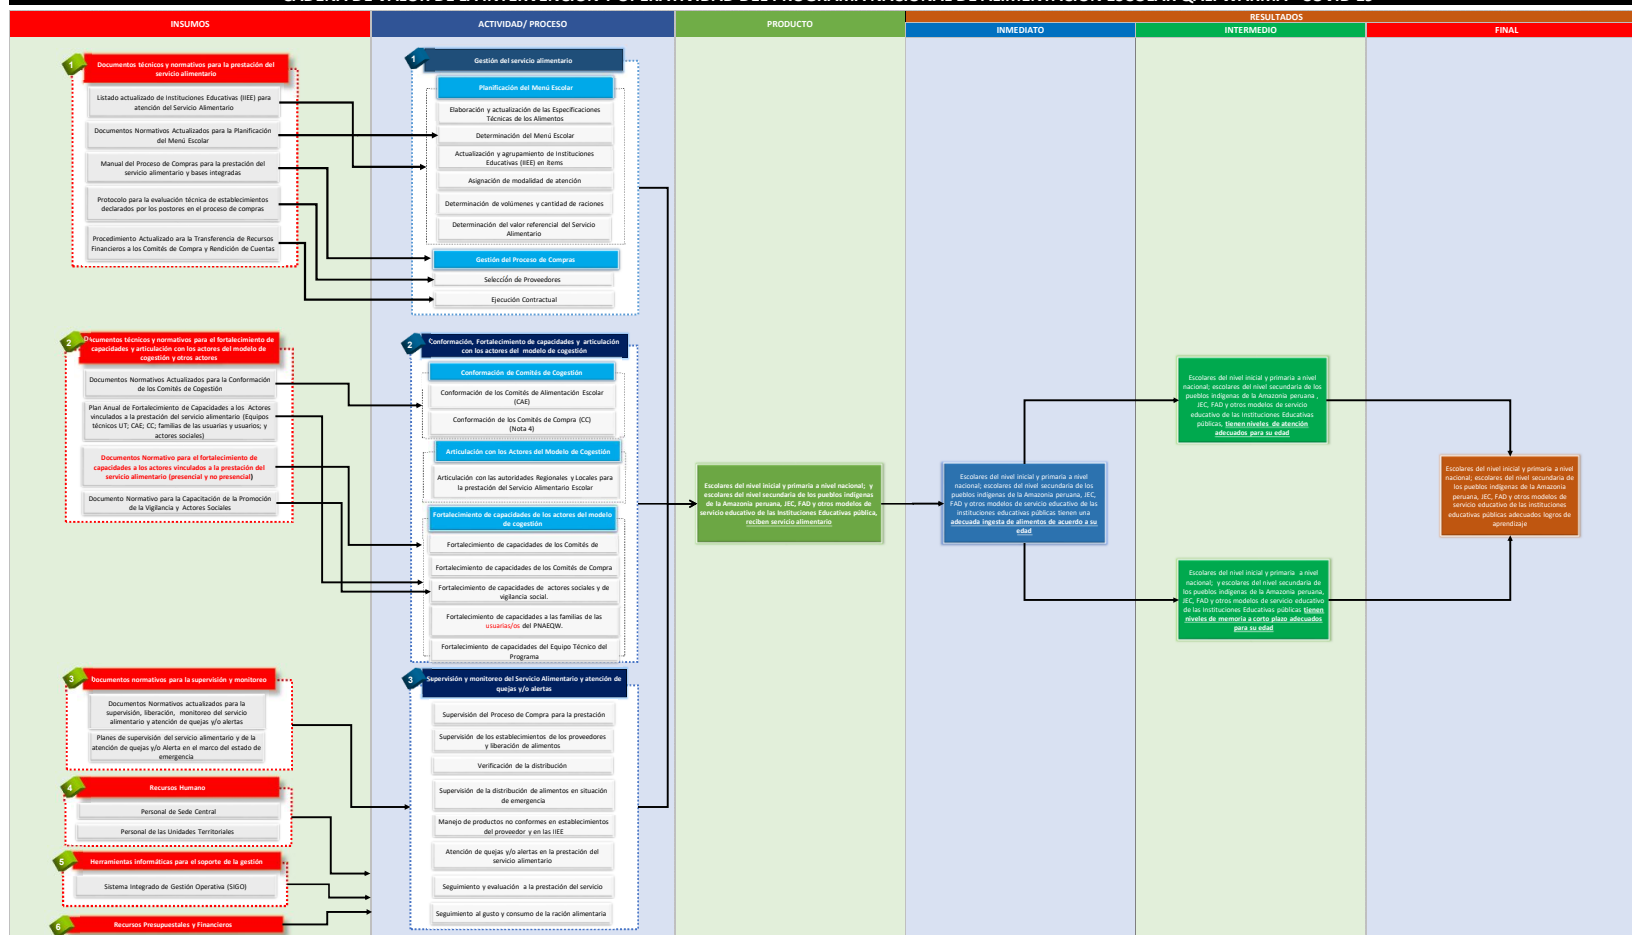 CADENA DE VALOR DE LA INTERVENCIÓN Y OPERATIVIDAD DEL PROGRAMA NACIONAL DE ALIMENTACIÓN ESCOLAR QALI WARMA - COVID 19
INSUMOS
ACTIVIDAD/ PROCESO
PRODUCTO
RESULTADOS
INMEDIATO
INTERMEDIO
FINAL
1
Documentos técnicos y normativos para la prestación del
servicio alimentario
Listado actualizado de Instituciones Educativas (IIEE) para
atención del Servicio Alimentario
Documentos Normativos Actualizados para la Planificación
del Menú Escolar
Manual del Proceso de Compras para la prestación del
servicio alimentario y bases integradas
Protocolo para la evaluación técnica de establecimientos
declarados por los postores en el proceso de compras
Procedimiento Actualizado ara la Transferencia de Recursos
Financieros a los Comités de Compra y Rendición de Cuentas
2
Documentos técnicos y normativos para el fortalecimiento de
capacidades y articulación con los actores del modelo de
cogestión y otros actores
Documentos Normativos Actualizados para la Conformación
de los Comités de Cogestión
Plan Anual de Fortalecimiento de Capacidades a los Actores
vinculados a la prestación del servicio alimentario (Equipos
técnicos UT; CAE; CC; familias de las usuarias y usuarios; y
actores sociales)
Documentos Normativo para el fortalecimiento de
capacidades a los actores vinculados a la prestación del
servicio alimentario (presencial y no presencial)
Documento Normativo para la Capacitación de la Promoción
de la Vigilancia y Actores Sociales
3
Documentos normativos para la supervisión y monitoreo
Documentos Normativos actualizados para la
supervisión, liberación, monitoreo del servicio
alimentario y atención de quejas y/o alertas
Planes de supervisión del servicio alimentario y de la
atención de quejas y/o Alerta en el marco del estado de
emergencia
4
Recursos Humano
Personal de Sede Central
Personal de las Unidades Territoriales
5
Herramientas informáticas para el soporte de la gestión
Sistema Integrado de Gestión Operativa (SIGO)
6
Recursos Presupuestales y Financieros
1
Gestión del servicio alimentario
Planificación del Menú Escolar
Elaboración y actualización de las Especificaciones
Técnicas de los Alimentos
Determinación del Menú Escolar
Actualización y agrupamiento de Instituciones
Educativas (IIEE) en ítems
Asignación de modalidad de atención
Determinación de volúmenes y cantidad de raciones
Determinación del valor referencial del Servicio
Alimentario
Gestión del Proceso de Compras
Selección de Proveedores
Ejecución Contractual
2
Conformación, Fortalecimiento de capacidades y articulación
con los actores del modelo de cogestión
Conformación de Comités de Cogestión
Conformación de los Comités de Alimentación Escolar
(CAE)
Conformación de los Comités de Compra (CC)
(Nota 4)
Articulación con los Actores del Modelo de Cogestión
Articulación con las autoridades Regionales y Locales para
la prestación del Servicio Alimentario Escolar
Fortalecimiento de capacidades de los actores del modelo
de cogestión
Fortalecimiento de capacidades de los Comités de
Fortalecimiento de capacidades de los Comités de Compra
Fortalecimiento de capacidades de actores sociales y de
vigilancia social.
Fortalecimiento de capacidades a las familias de las
usuarias/os del PNAEQW.
Fortalecimiento de capacidades del Equipo Técnico del
Programa
3
Supervisión y monitoreo del Servicio Alimentario y atención de
quejas y/o alertas
Supervisión del Proceso de Compra para la prestación
Supervisión de los establecimientos de los proveedores
y liberación de alimentos
Verificación de la distribución
Supervisión de la distribución de alimentos en situación
de emergencia
Manejo de productos no conformes en establecimientos
del proveedor y en las IIEE
Atención de quejas y/o alertas en la prestación del
servicio alimentario
Seguimiento y evaluación a la prestación del servicio
Seguimiento al gusto y consumo de la ración alimentaria
Escolares del nivel inicial y primaria a nivel nacional; y
escolares del nivel secundaria de los pueblos indígenas
de la Amazonia peruana, JEC, FAD y otros modelos de
servicio educativo de las Instituciones Educativas pública,
reciben servicio alimentario
Escolares del nivel inicial y primaria a nivel
nacional; escolares del nivel secundaria de los
pueblos indígenas de la Amazonia peruana, JEC,
FAD y otros modelos de servicio educativo de las
instituciones educativas públicas tienen una
adecuada ingesta de alimentos de acuerdo a su
edad
Escolares del nivel inicial y primaria a nivel
nacional; escolares del nivel secundaria de los
pueblos indígenas de la Amazonia peruana ,
JEC, FAD y otros modelos de servicio
educativo de las Instituciones Educativas
públicas, tienen niveles de atención
adecuados para su edad
Escolares del nivel inicial y primaria a nivel
nacional; y escolares del nivel secundaria de
los pueblos indígenas de la Amazonia peruana,
JEC, FAD y otros modelos de servicio educativo
de las Instituciones Educativas públicas tienen
niveles de memoria a corto plazo adecuados
para su edad
Escolares del nivel inicial y primaria a nivel
nacional; escolares del nivel secundaria de
los pueblos indígenas de la Amazonia
peruana, JEC, FAD y otros modelos de
servicio educativo de las instituciones
educativas públicas adecuados logros de
aprendizaje